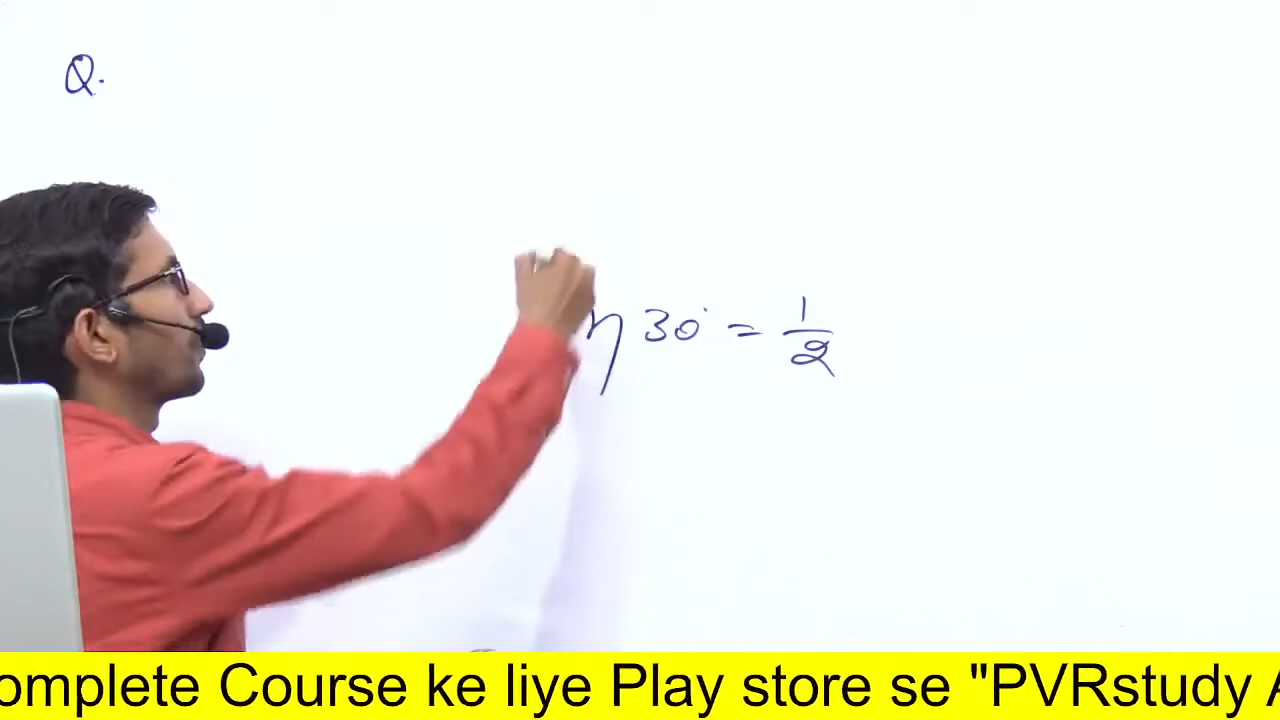 Q.
η 30° = 1/2
omplete Course ke liye Play store se "PVRstudy A